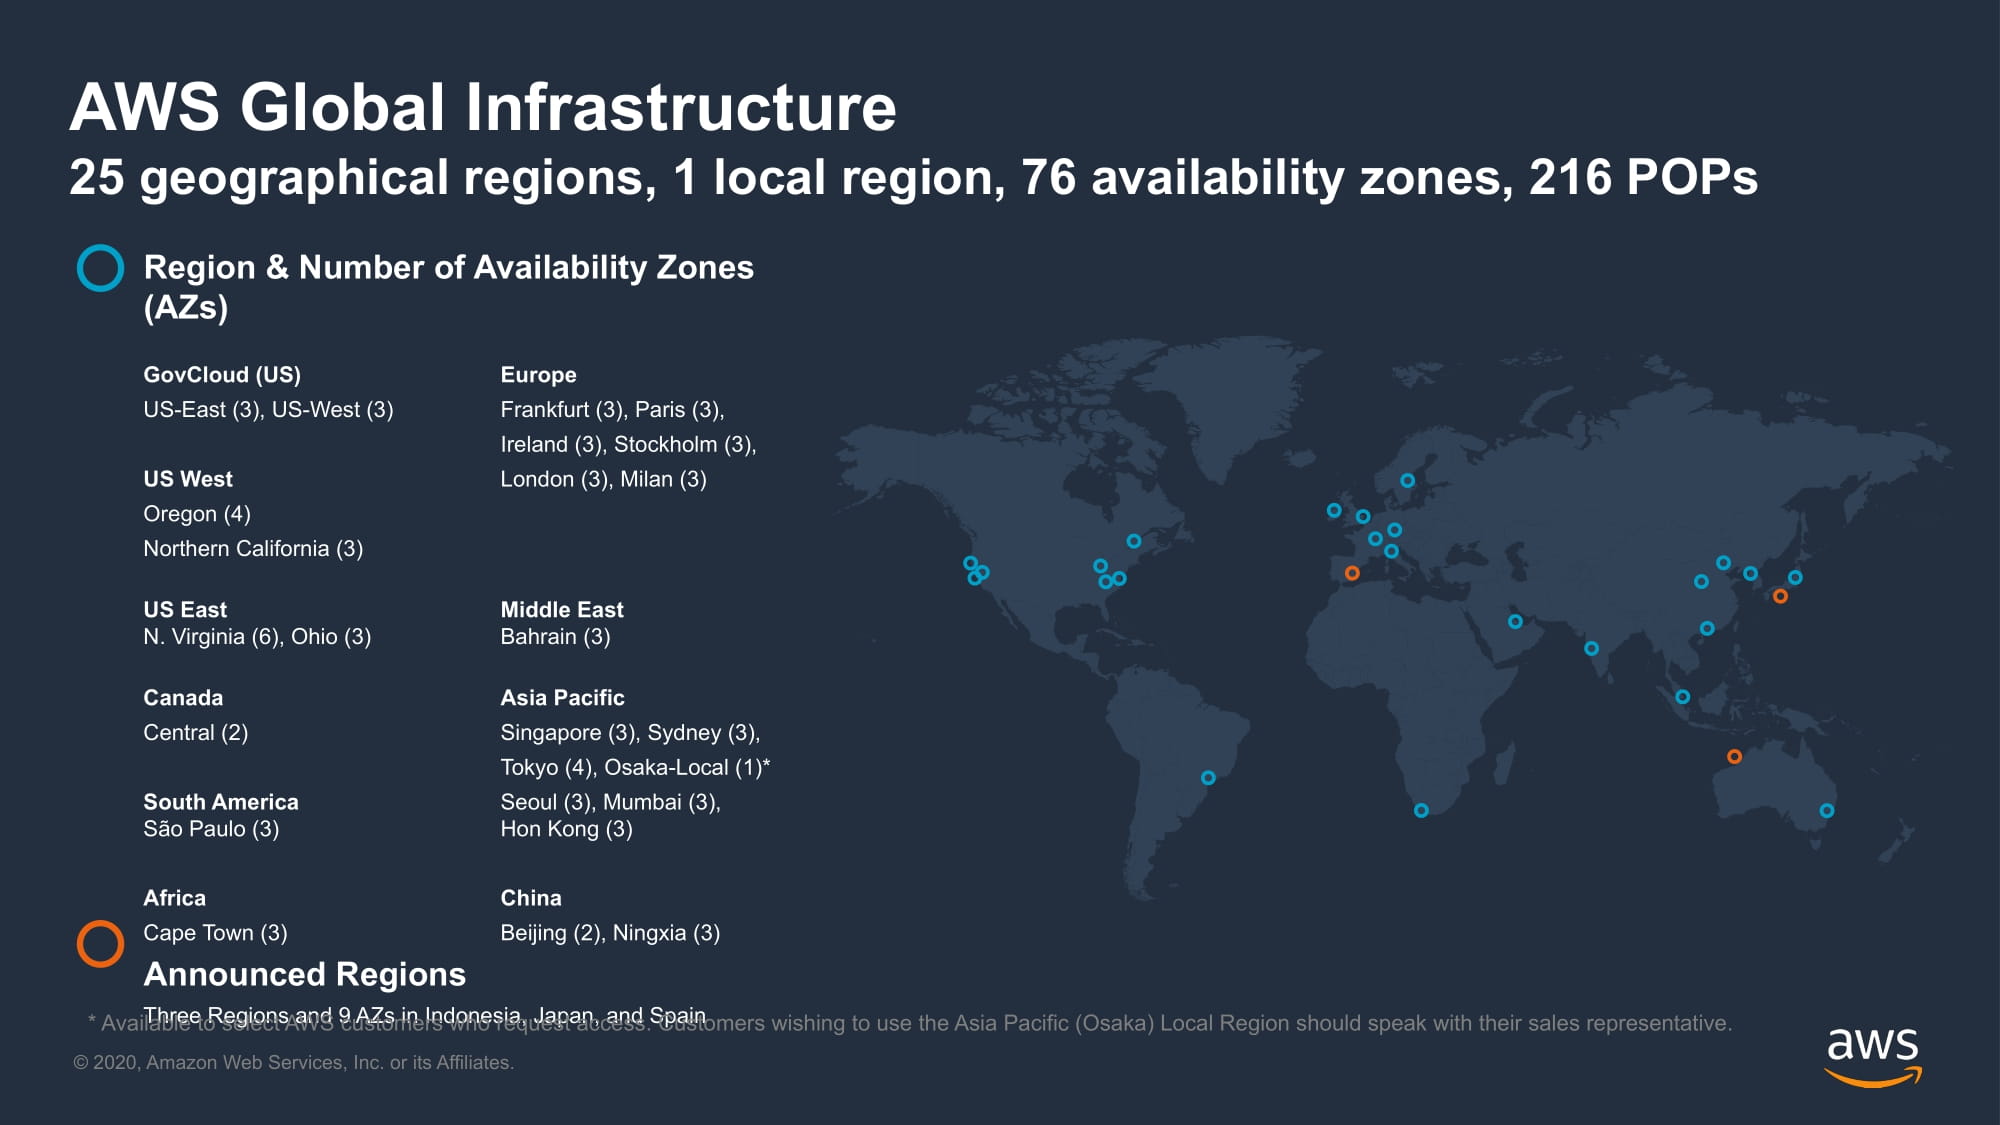 AWS Global Infrastructure
25 geographical regions, 1 local region, 76 availability zones, 216 POPs
Region & Number of Availability Zones
(AZs)
GovCloud (US)
US-East (3), US-West (3)
US West
Oregon (4)
Northern California (3)
US East
N. Virginia (6), Ohio (3)
Canada
Central (2)
South America
São Paulo (3)
Africa
Cape Town (3)
Europe
Frankfurt (3), Paris (3),
Ireland (3), Stockholm (3),
London (3), Milan (3)
Middle East
Bahrain (3)
Asia Pacific
Singapore (3), Sydney (3),
Tokyo (4), Osaka-Local (1)*
Seoul (3), Mumbai (3),
Hon Kong (3)
China
Beijing (2), Ningxia (3)
Announced Regions
Three Regions and 9 AZs in Indonesia, Japan, and Spain
* Available to select AWS customers who request access. Customers wishing to use the Asia Pacific (Osaka) Local Region should speak with their sales representative.
© 2020, Amazon Web Services, Inc. or its Affiliates.
aws